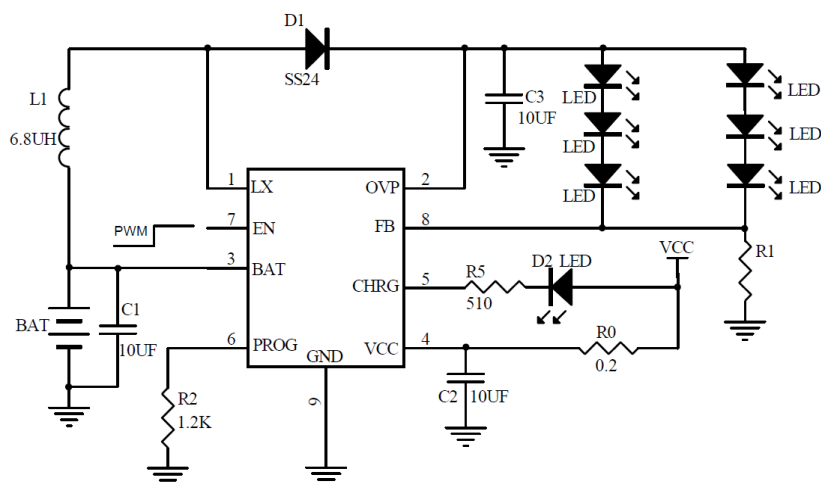 D1
SS24
L1
6.8UH
C3
10UF
LED
LED
LED
LED
LED
LED
1
LX
OVP
2
PWM
7
EN
FB
8
VCC
R1
3
BAT
CHRG
5
R5
510
D2 LED
BAT
C1
10UF
6
PROG
GND
VCC
4
R0
0.2
R2
1.2K
9
C2
10UF